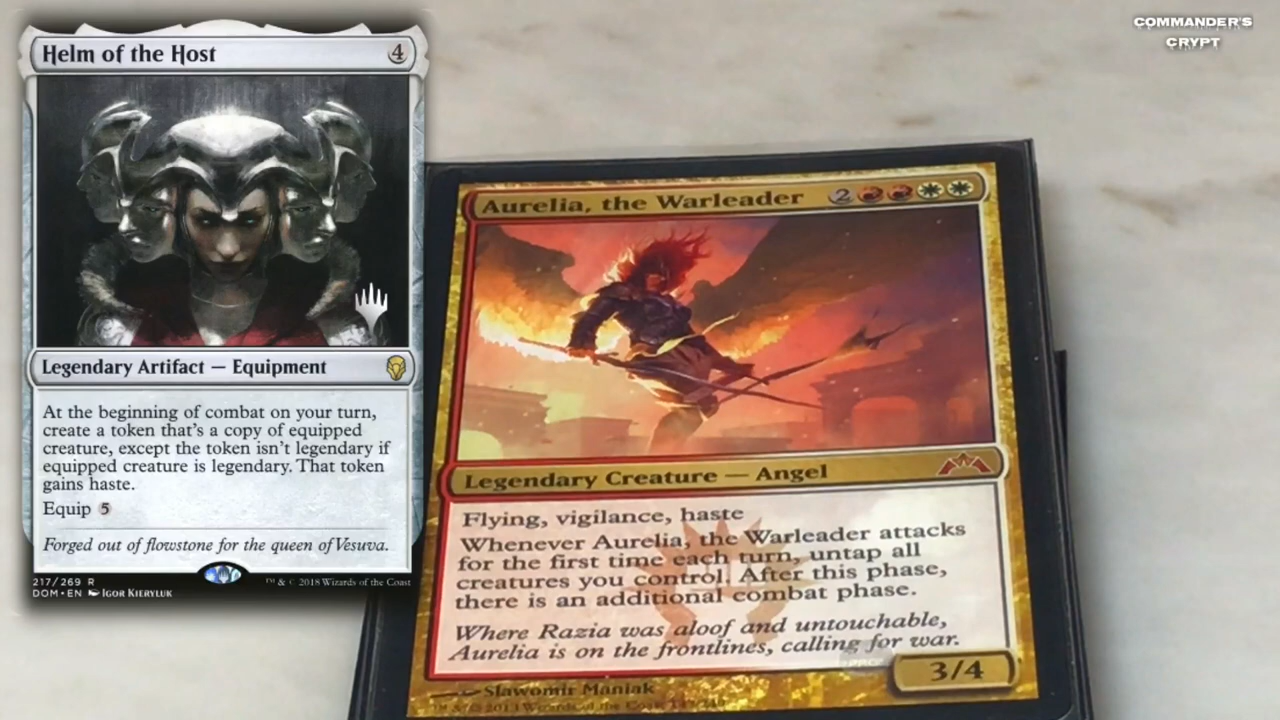 COMMANDER'S
CRYPT
Helm of the Host 4
Legendary Artifact — Equipment
At the beginning of combat on your turn,
create a token that's a copy of equipped
creature, except the token isn't legendary if
equipped creature is legendary. That token
gains haste.
Equip 5
Forged out of flowstone for the queen of Vesuva.
217/269 R
DOM • EN IGOR KIERYLUK
™ & © 2018 Wizards of the Coast
Aurelia, the Warleader 2
Legendary Creature — Angel
Flying, vigilance, haste
Whenever Aurelia, the Warleader attacks
for the first time each turn, untap all
creatures you control. After this phase,
there is an additional combat phase.
Where Razia was aloof and untouchable,
Aurelia is on the frontlines, calling for war.
3/4
Slawomir Maniak
Wizards of the Coast